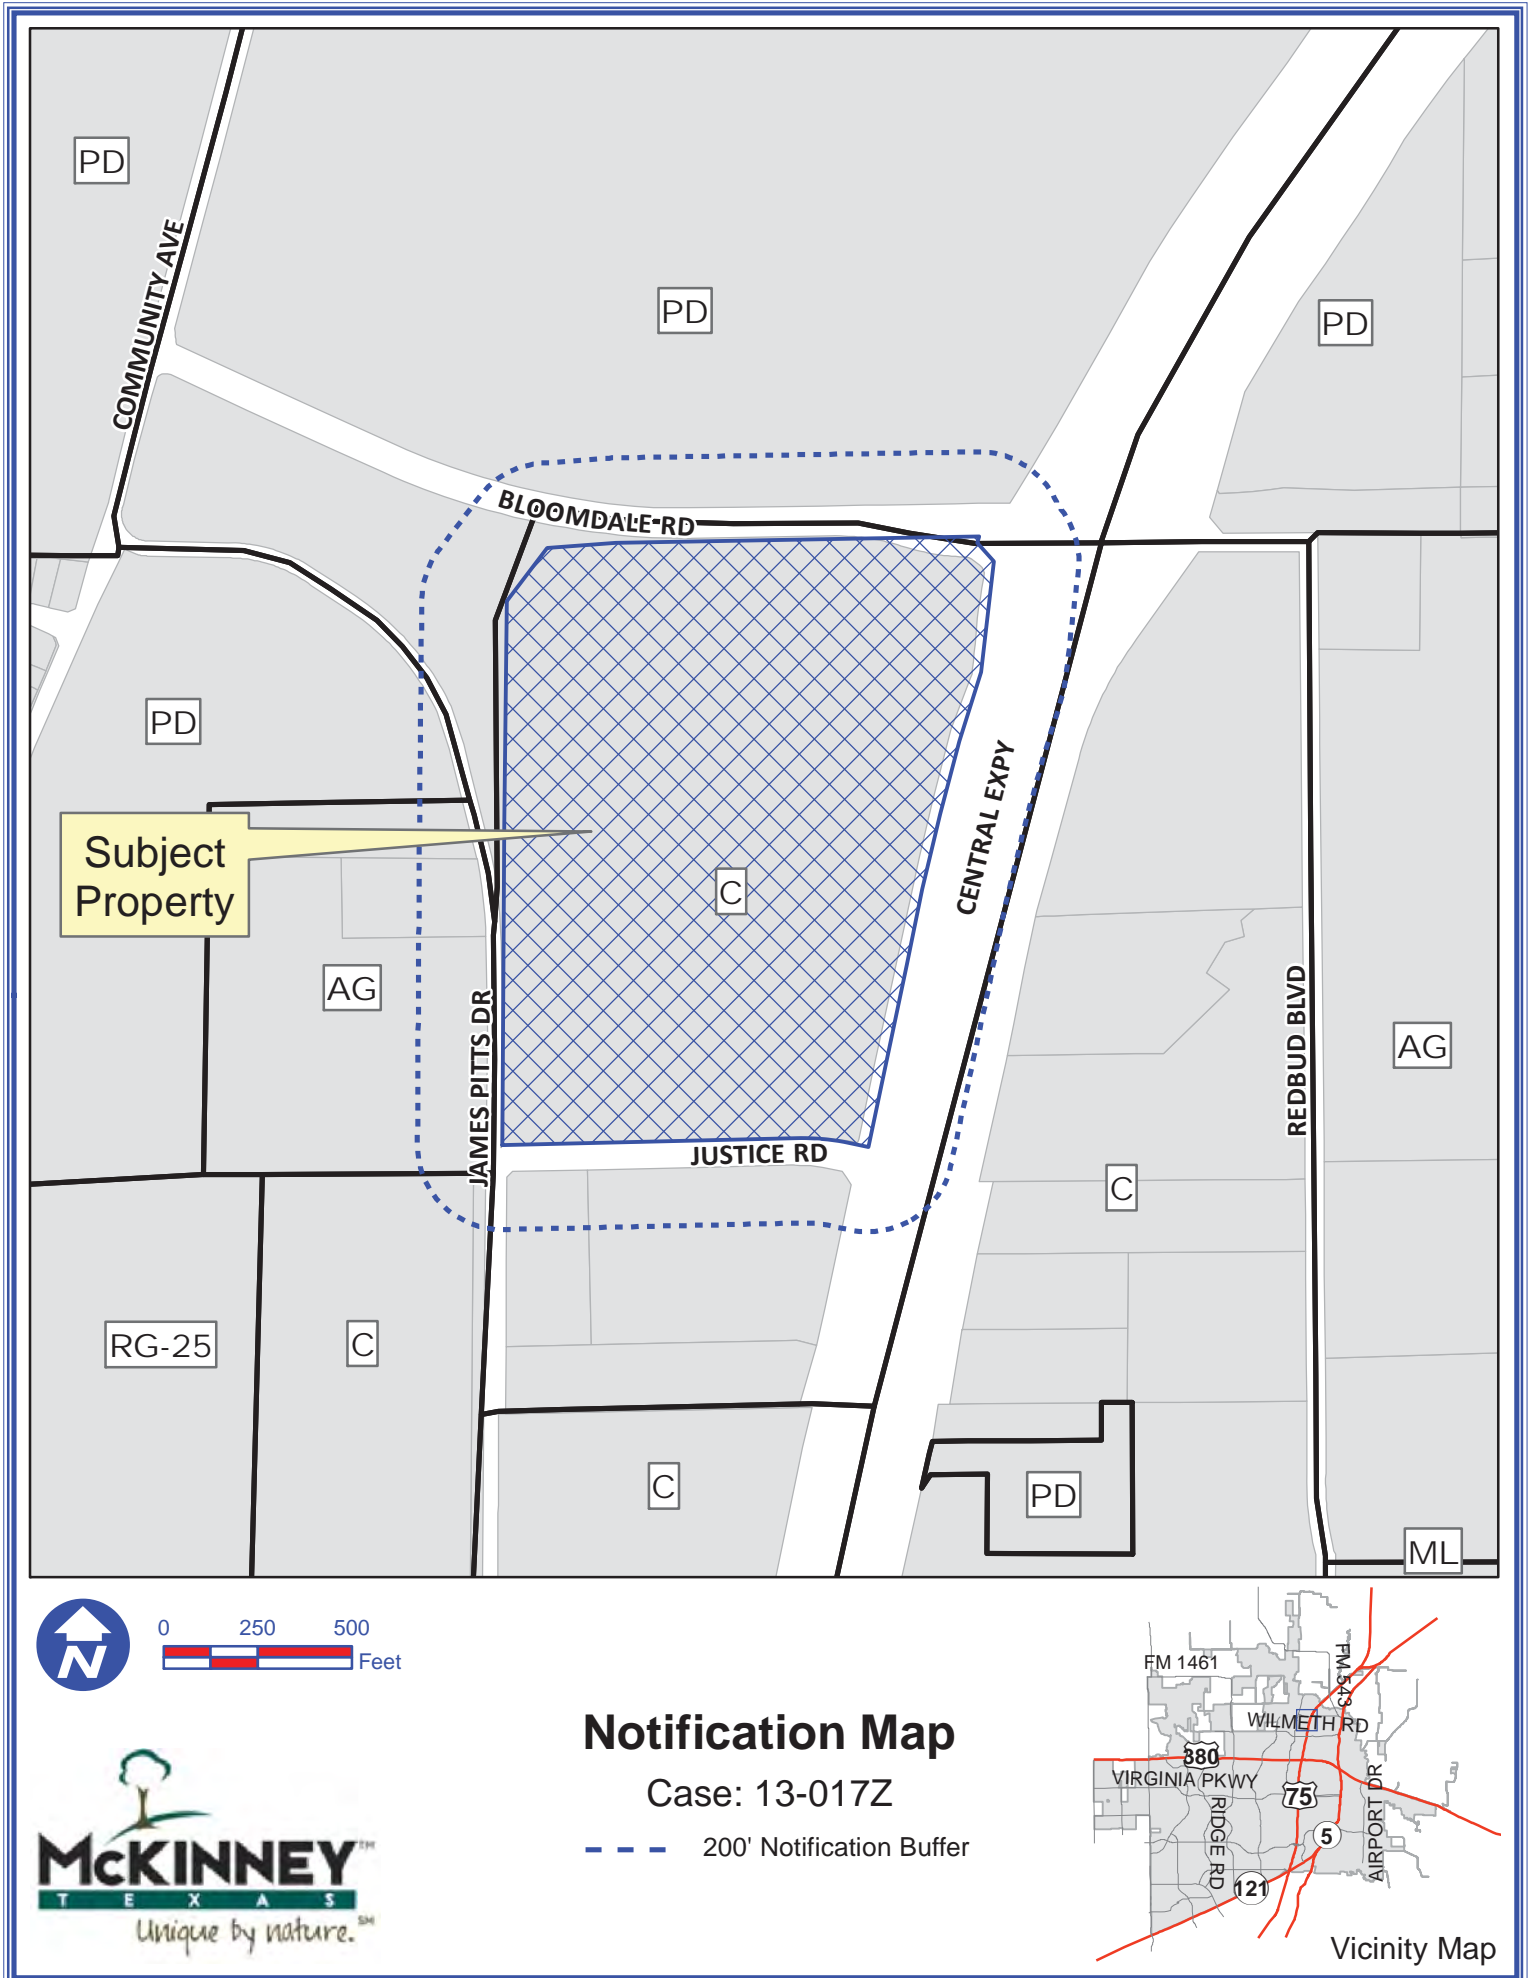 PD
COMMUNITY AVE
PD
PD
BLOOMDALE RD
PD
Subject
Property
C
CENTRAL EXPY
AG
JAMES PITTS DR
REDBUD BLVD
AG
JUSTICE RD
C
RG-25
C
C
PD
ML
0 250 500
Feet
N
Notification Map
Case: 13-017Z
200' Notification Buffer
McKINNEY™
TEXAS
Unique by nature.℠
FM 1461
FM 543
WILMETH RD
380
VIRGINIA PKWY
75
RIDGE RD
5
AIRPORT DR
121
Vicinity Map